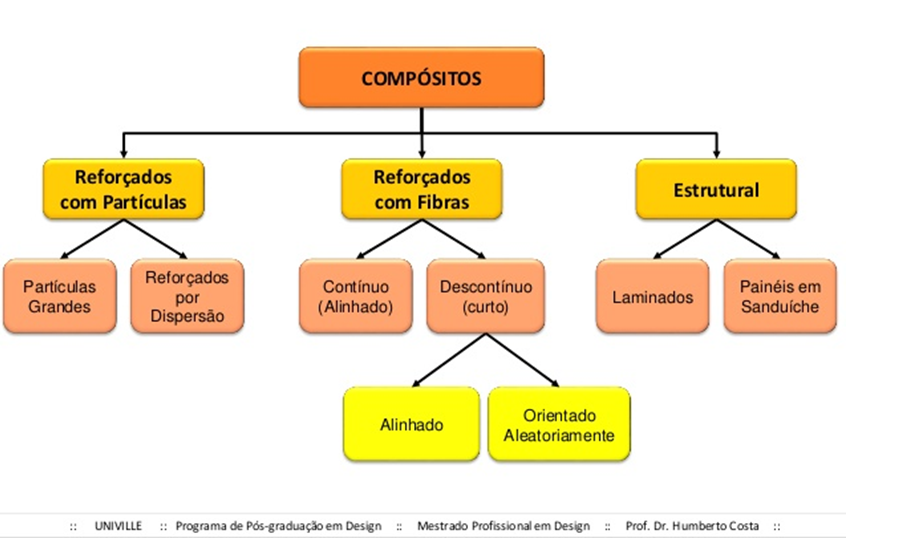 COMPÓSITOS
Reforçados
com Partículas
Reforçados
com Fibras
Estrutural
Partículas
Grandes
Reforçados
por
Dispersão
Contínuo
(Alinhado)
Descontínuo
(curto)
Laminados
Painéis em
Sanduíche
Alinhado
Orientado
Aleatoriamente
:: UNIVILLE :: Programa de Pós-graduação em Design :: Mestrado Profissional em Design :: Prof. Dr. Humberto Costa ::